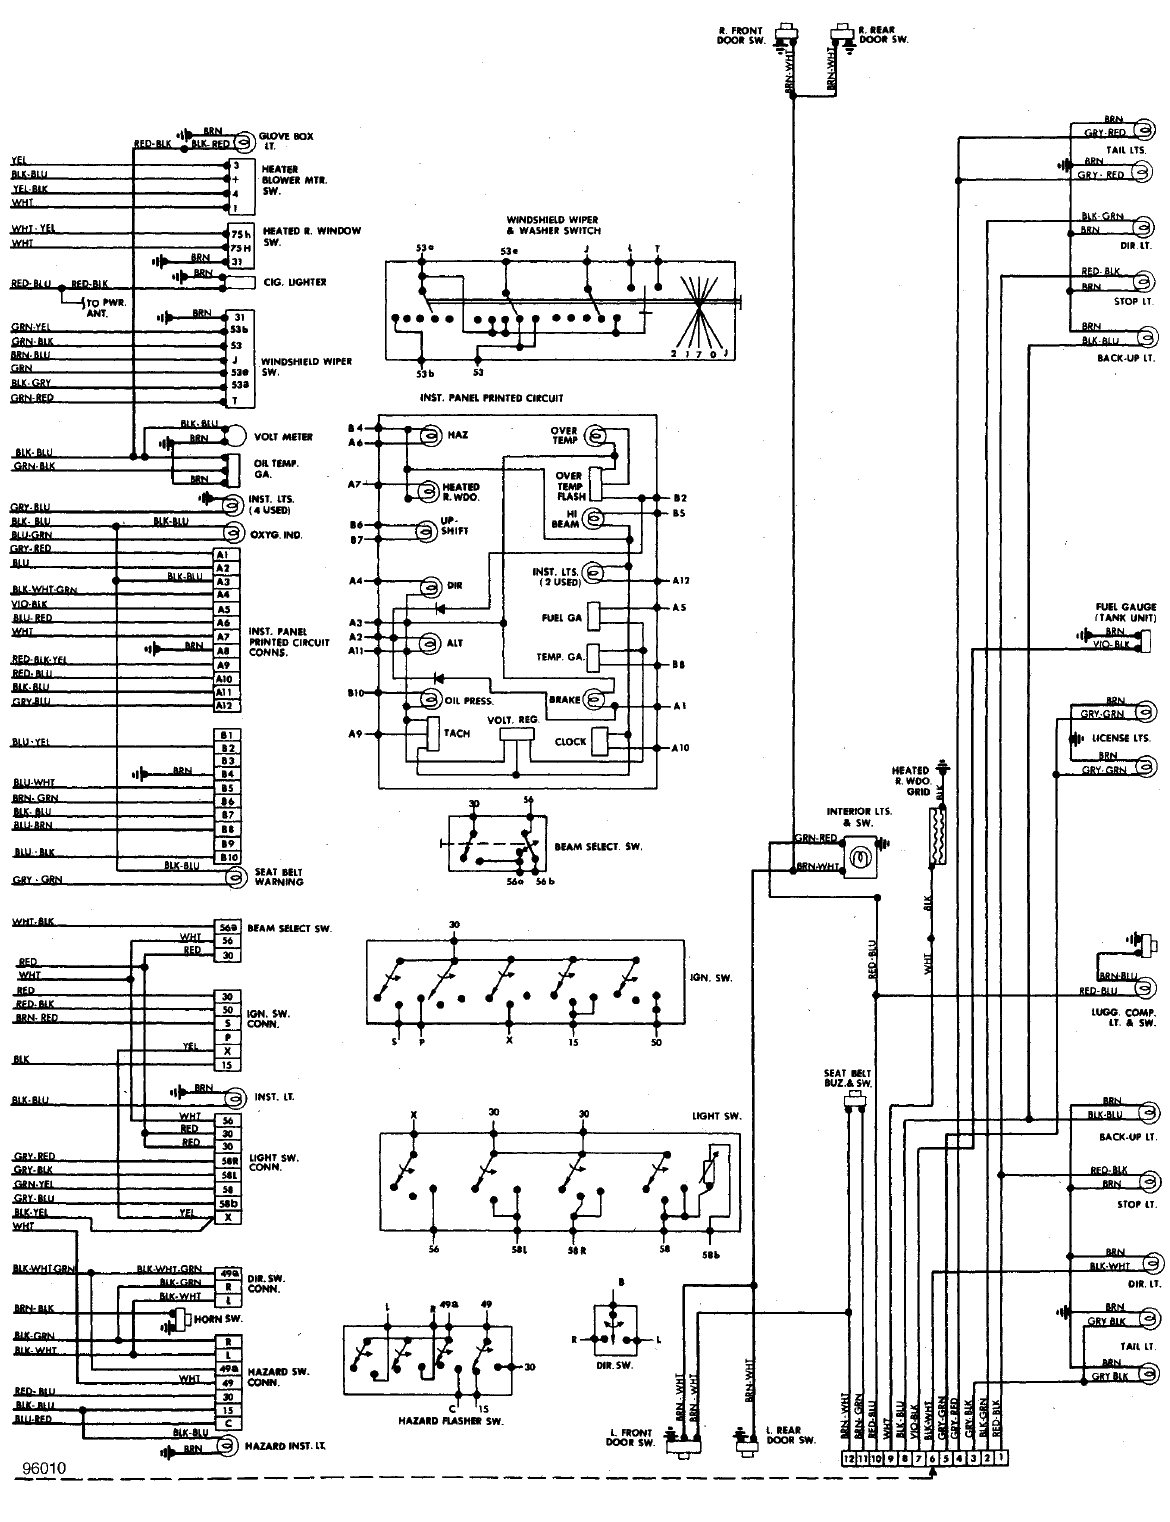 R. FRONT
DOOR SW.
R. REAR
DOOR SW.
BRN-WHT
BRN-WHT
BRN
GLOVE BOX
LT.
RED-BLK
BLK-RED
YEL
3
HEATER
BLOWER MTR.
SW.
BLK-BLU
+
YEL-BLK
4
WHT
1
WHT-YEL
75h
HEATED R. WINDOW
SW.
WHT
75H
BRN
31
BRN
CIG. LIGHTER
RED-BLU
RED-BLK
TO PWR.
ANT.
BRN
31
GRN-YEL
53b
GRN-BLK
53
BRN-BLU
J
WINDSHIELD WIPER
SW.
GRN
53e
BLK-GRY
53a
GRN-RED
T
BLK-BLU
BRN
VOLT METER
BLK-BLU
GRN-BLK
OIL TEMP.
GA.
BRN
INST. LTS.
(4 USED)
GRY-BLU
BLK-BLU
BLK-BLU
BLU-GRN
OXYG. IND.
GRY-RED
A1
BLU
A2
BLK-BLU
A3
BLK-WHT-GRN
A4
VIO-BLK
A5
BLU-RED
A6
WHT
A7
INST. PANEL
PRINTED CIRCUIT
CONNS.
BRN
A8
RED-BLK-YEL
A9
RED-BLU
A10
BLK-BLU
A11
GRY-BLU
A12
B1
BLU-YEL
B2
B3
BRN
B4
BLU-WHT
B5
BRN-GRN
B6
BLK-BLU
B7
BLU-BRN
B8
B9
BLU-BLK
B10
BLK-BLU
SEAT BELT
WARNING
GRY-GRN
WHT-BLK
56a
BEAM SELECT SW.
WHT
56
RED
30
RED
WHT
RED
30
RED-BLK
50
IGN. SW.
CONN.
BRN-RED
S
P
YEL
X
BLK
15
BRN
INST. LT.
BLK-BLU
WHT
56
RED
30
RED
30
GRY-RED
58R
LIGHT SW.
CONN.
GRY-BLK
58L
GRN-YEL
58
GRY-BLU
58b
BLK-YEL
YEL
X
WHT
BLK-WHT-GRN
BLK-WHT-GRN
49a
DIR. SW.
CONN.
BLK-GRN
R
BLK-WHT
L
BRN-BLK
HORN SW.
BLK-GRN
R
BLK-WHT
L
49a
HAZARD SW.
CONN.
WHT
49
RED-BLU
30
BLK-BLU
15
BLU-RED
C
BLK-BLU
BRN
HAZARD INST. LT.
96010
WINDSHIELD WIPER
& WASHER SWITCH
53a
53e
J
L
T
2 1 7 0 J
53b
53
INST. PANEL PRINTED CIRCUIT
B4
A6
HAZ
OVER
TEMP
A7
HEATED
R. WDO.
OVER
TEMP
FLASH
B2
B5
B6
B7
UP-
SHIFT
HI
BEAM
A4
DIR
INST. LTS.
(2 USED)
A12
A3
A2
A11
ALT
FUEL GA
A5
TEMP. GA.
B8
B10
OIL PRESS.
BRAKE
A1
A9
TACH
VOLT. REG.
CLOCK
A10
30
56
BEAM SELECT. SW.
56a
56b
30
IGN. SW.
S
P
X
15
50
X
30
30
LIGHT SW.
56
58L
58R
58
58b
L
R
49a
49
30
C
15
HAZARD FLASHER SW.
B
R
L
DIR. SW.
BRN
GRY-RED
TAIL LTS.
BRN
GRY-RED
BLK-GRN
BRN
DIR. LT.
RED-BLK
BRN
STOP LT.
BRN
BLK-BLU
BACK-UP LT.
FUEL GAUGE
(TANK UNIT)
BRN
VIO-BLK
BRN
GRY-GRN
LICENSE LTS.
BRN
GRY-GRN
HEATED
R. WDO.
GRID
BLK
INTERIOR LTS.
& SW.
GRN-RED
BRN-WHT
BLK
RED-BLU
WHT
BRN-BLU
RED-BLU
LUGG. COMP.
LT. & SW.
SEAT BELT
BUZ. & SW.
BRN
BLK-BLU
BACK-UP LT.
RED-BLK
BRN
STOP LT.
BRN
BLK-WHT
DIR. LT.
BRN
GRY BLK
TAIL LT.
BRN
GRY BLK
BRN-WHT
BRN-WHT
BRN-WHT
L. FRONT
DOOR SW.
L. REAR
DOOR SW.
BRN-WHT
BRN-GRN
RED-BLU
WHT
BLK-BLU
VIO-BLK
BLK-WHT
GRY-GRN
GRY-RED
GRY-BLK
BLK-GRN
RED-BLK
12 11 10 9 8 7 6 5 4 3 2 1